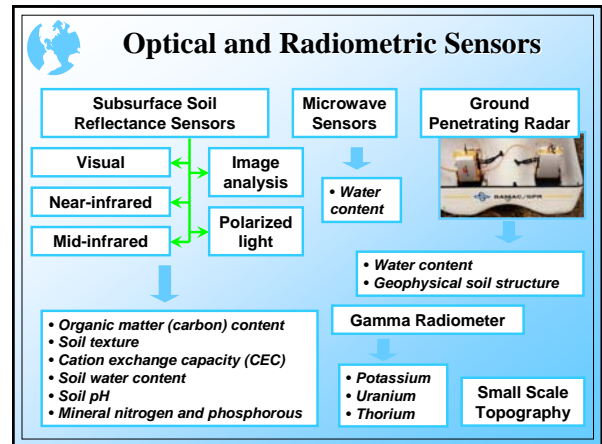 Optical and Radiometric Sensors
Subsurface Soil
Reflectance Sensors
Visual
Near-infrared
Mid-infrared
Image
analysis
Polarized
light
• Organic matter (carbon) content
• Soil texture
• Cation exchange capacity (CEC)
• Soil water content
• Soil pH
• Mineral nitrogen and phosphorous
Microwave
Sensors
• Water
content
Ground
Penetrating Radar
RAMAC/GPR
• Water content
• Geophysical soil structure
Gamma Radiometer
• Potassium
• Uranium
• Thorium
Small Scale
Topography